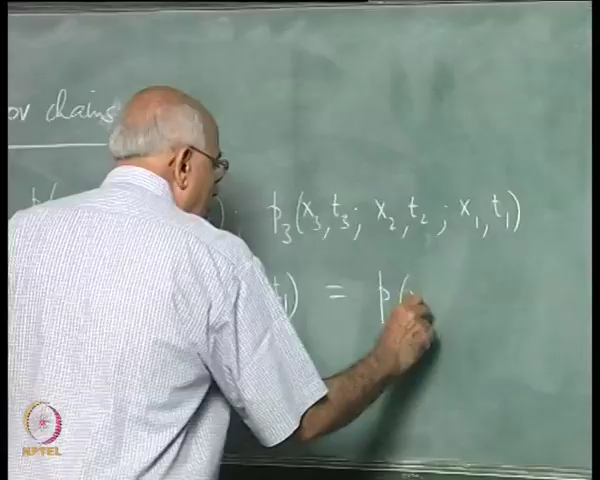 ov chains
p( ; p₃(x₃, t₃; x₂, t₂; x₁, t₁)
t₁) = p(
NPTEL